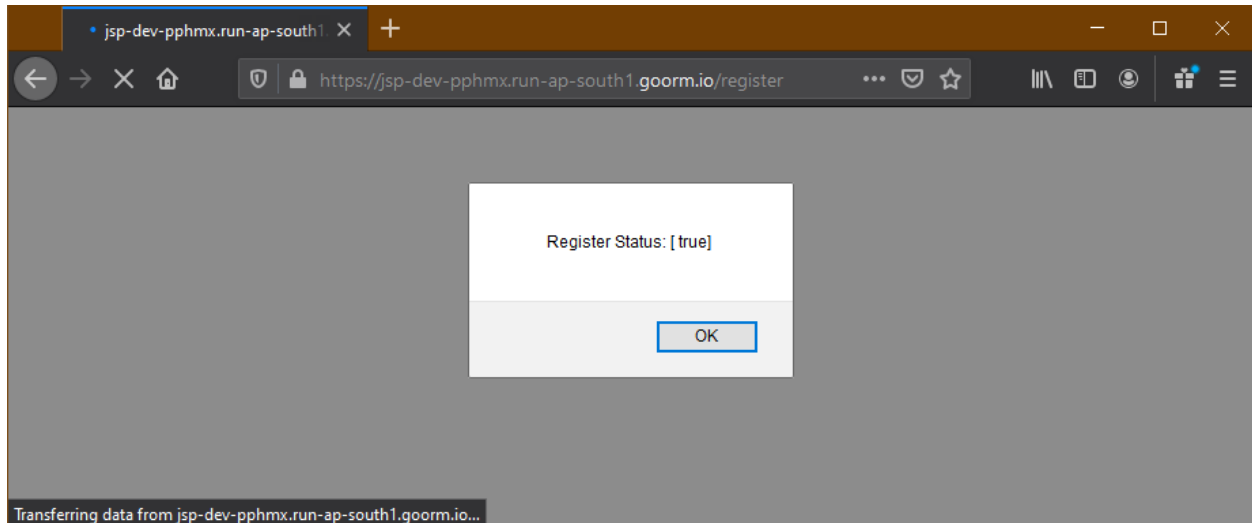 jsp-dev-pphmx.run-ap-south1.
https://jsp-dev-pphmx.run-ap-south1.goorm.io/register
Register Status: [ true]
OK
Transferring data from jsp-dev-pphmx.run-ap-south1.goorm.io...